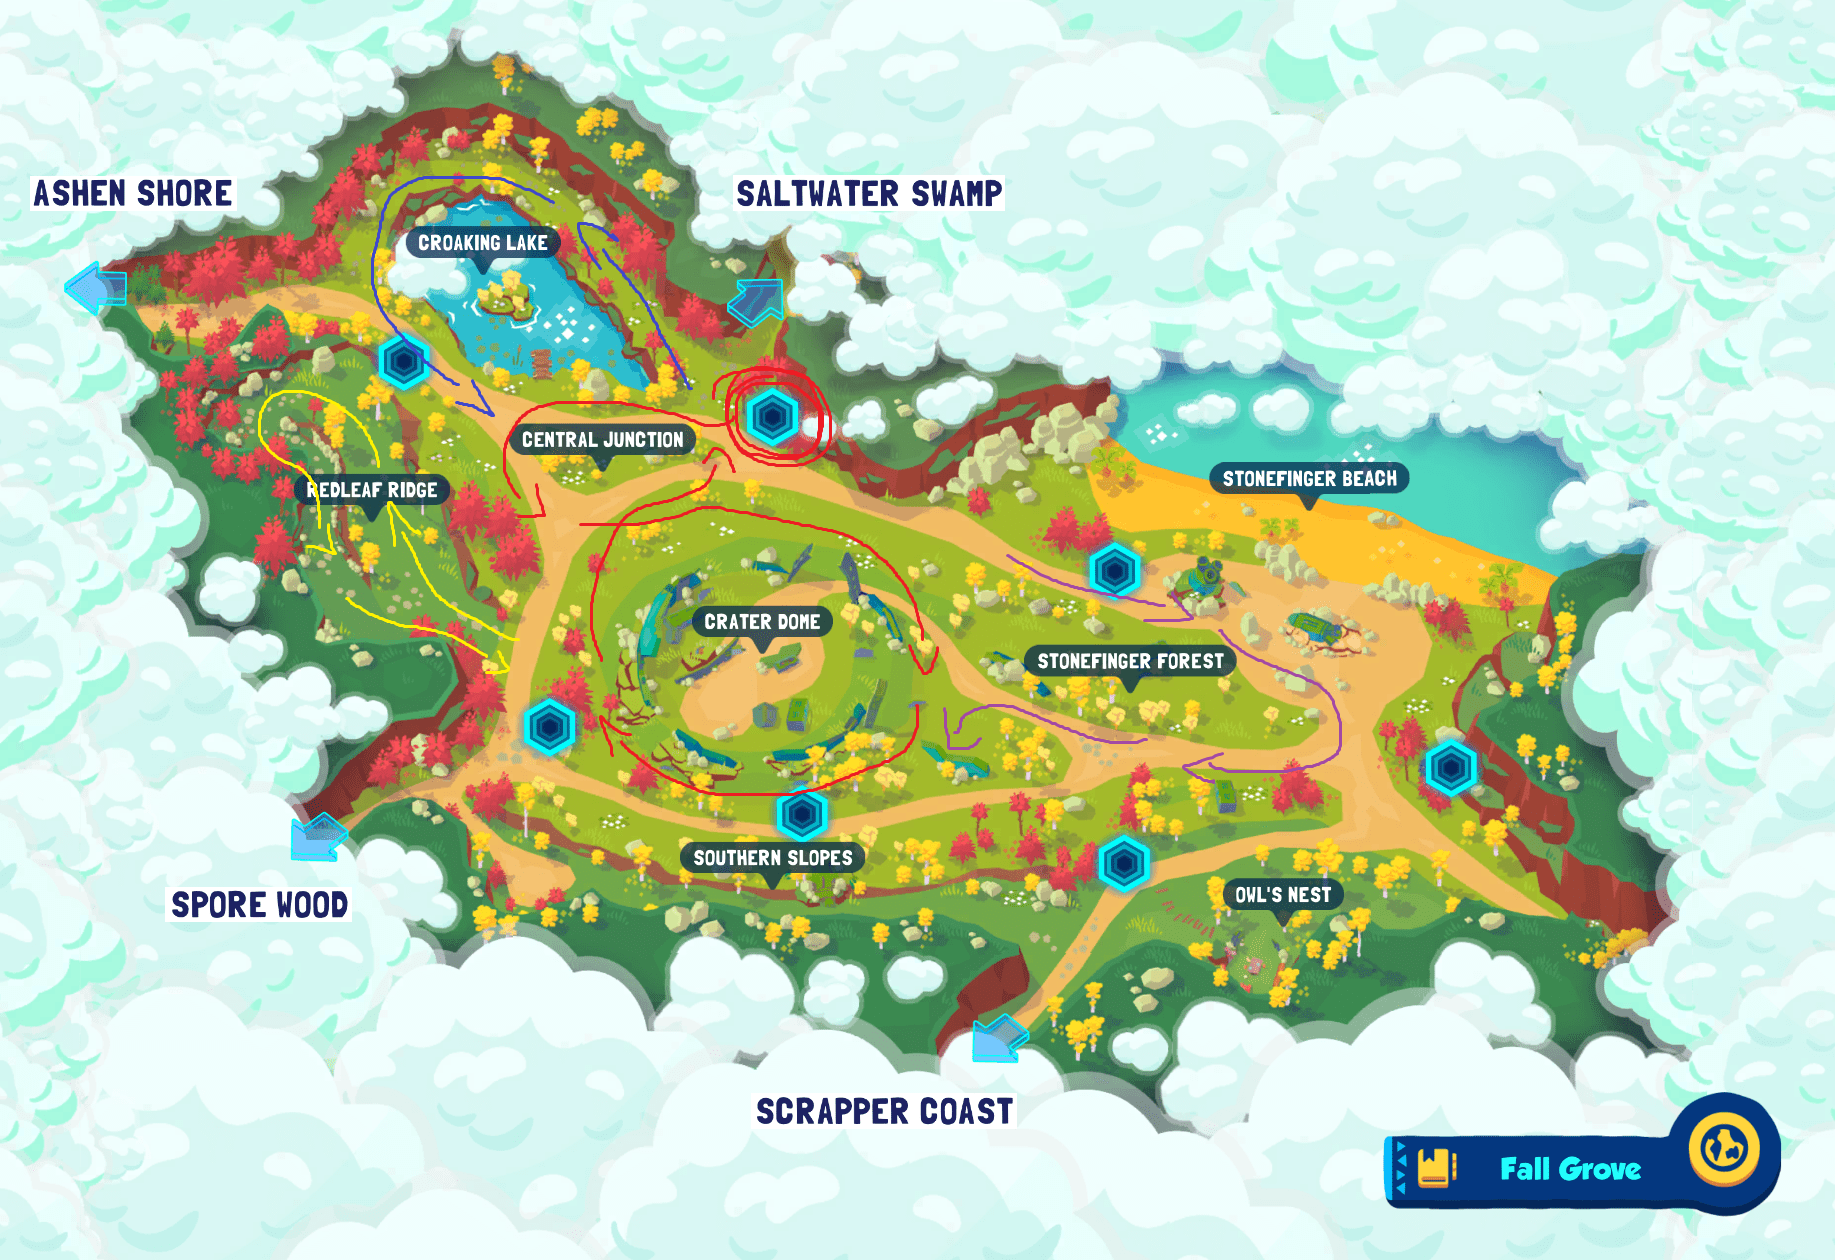 ASHEN SHORE
SALTWATER SWAMP
CROAKING LAKE
CENTRAL JUNCTION
REDLEAF RIDGE
STONEFINGER BEACH
CRATER DOME
STONEFINGER FOREST
SOUTHERN SLOPES
OWL'S NEST
SPORE WOOD
SCRAPPER COAST
Fall Grove